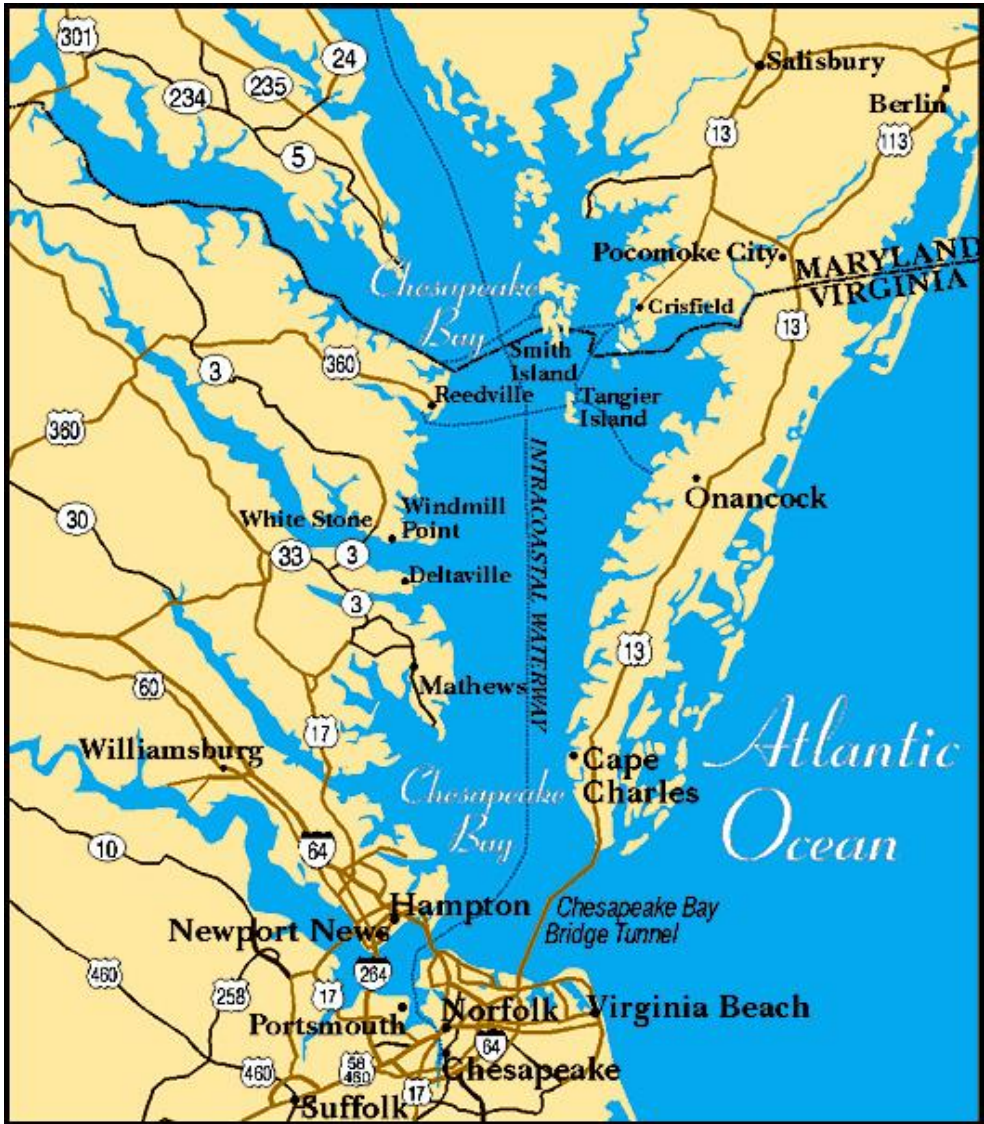 301
24
Salisbury
235
234
Berlin
13
113
5
Pocomoke City
MARYLAND
VIRGINIA
Chesapeake
Bay
Crisfield
13
Smith
Island
360
3
Reedville
Tangier
Island
360
INTRACOASTAL WATERWAY
Onancock
Windmill
Point
30
White Stone
33
3
Deltaville
3
13
60
Mathews
17
Williamsburg
Cape
Charles
Atlantic
Ocean
Chesapeake
Bay
64
10
Hampton
Chesapeake Bay
Bridge Tunnel
Newport News
264
460
258
17
Portsmouth
Norfolk
Virginia Beach
64
58
460
460
Chesapeake
17
Suffolk